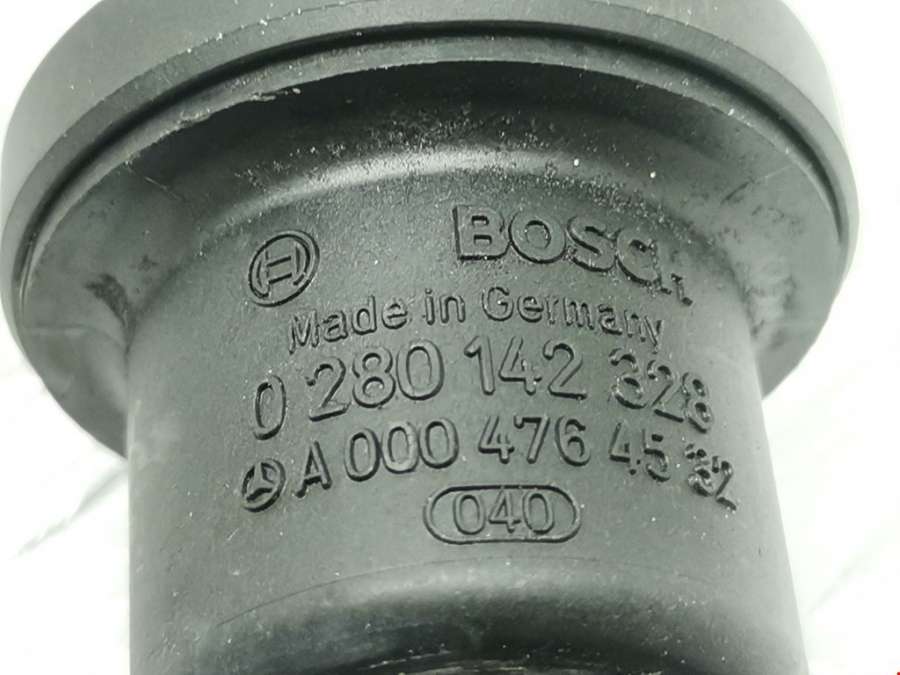 BOSCH
Made in Germany
0 280 142 328
A 000 476 45 32
040